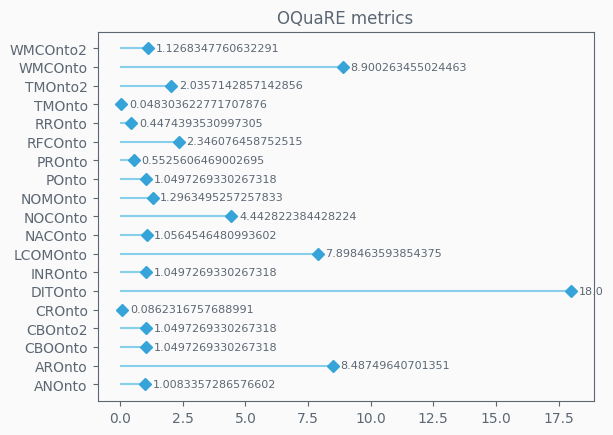 OQuaRE metrics
WMCOnto2 1.1268347760632291
WMCOnto 8.900263455024463
TMOnto2 2.0357142857142856
TMOnto 0.048303622771707876
RROnto 0.4474393530997305
RFCOnto 2.346076458752515
PROnto 0.5525606469002695
POnto 1.0497269330267318
NOMOnto 1.2963495257257833
NOCOnto 4.442822384428224
NACOnto 1.0564546480993602
LCOMOnto 7.898463593854375
INROnto 1.0497269330267318
DITOnto 18.0
CROnto 0.0862316757688991
CBOnto2 1.0497269330267318
CBOOnto 1.0497269330267318
AROnto 8.48749640701351
ANOnto 1.0083357286576602
0.0 2.5 5.0 7.5 10.0 12.5 15.0 17.5